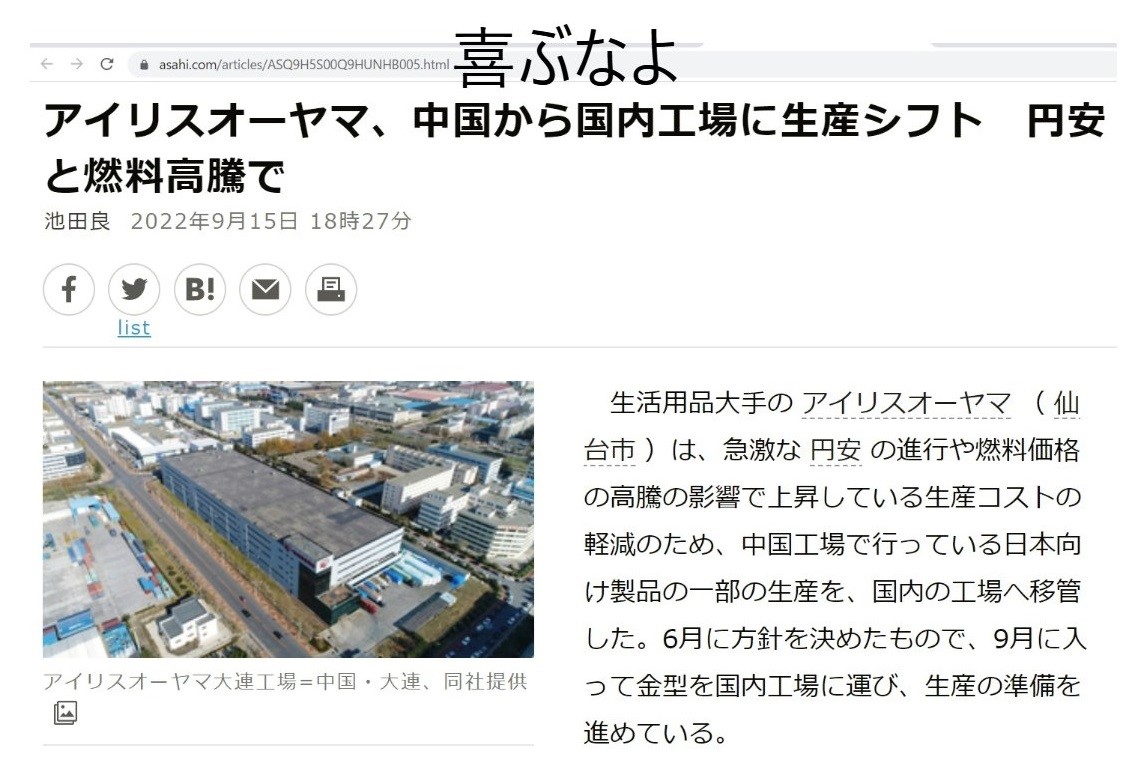 喜ぶなよ
asahi.com/articles/ASQ9H5S00Q9HUNHB005.html
アイリスオーヤマ、中国から国内工場に生産シフト　円安
と燃料高騰で
池田良　2022年9月15日 18時27分
f B!
list
生活用品大手の アイリスオーヤマ （ 仙
台市 ）は、急激な 円安 の進行や燃料価格
の高騰の影響で上昇している生産コストの
軽減のため、中国工場で行っている日本向
け製品の一部の生産を、国内の工場へ移管
した。6月に方針を決めたもので、9月に入
って金型を国内工場に運び、生産の準備を
進めている。
アイリスオーヤマ大連工場=中国・大連、同社提供